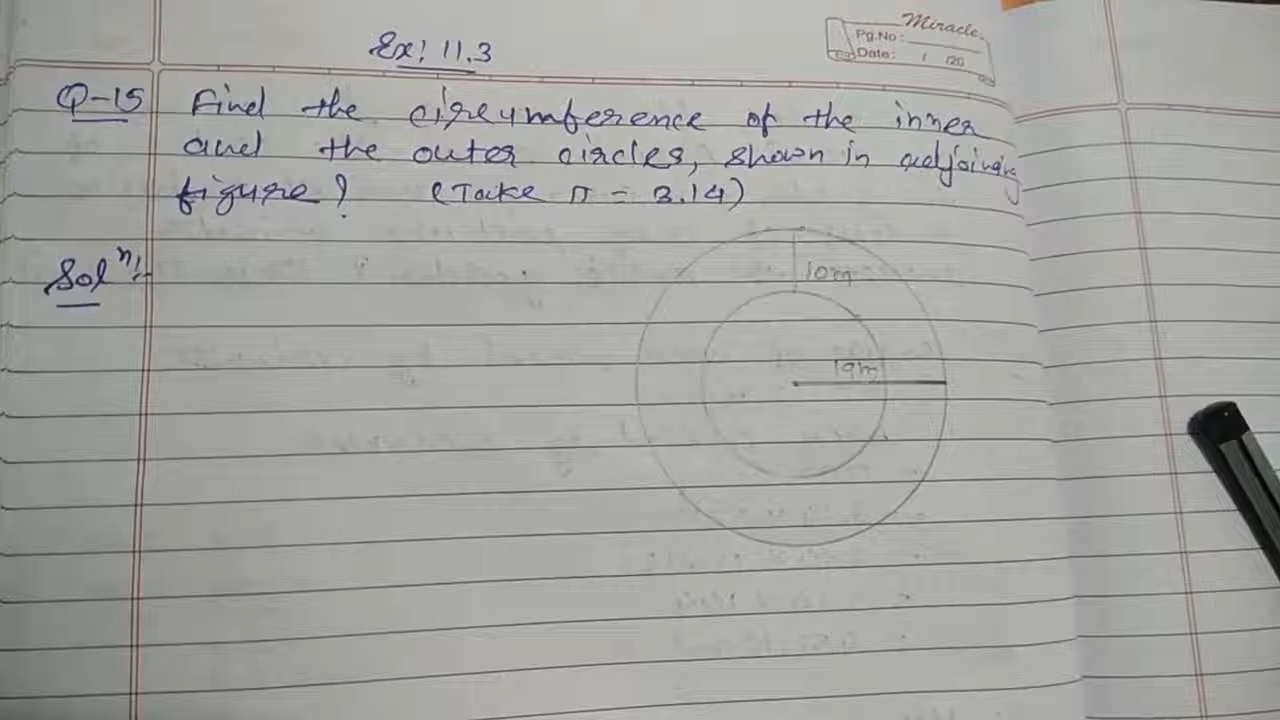 Miracle
Pg.No:
Date: / /20
Ex: 11.3
Q-15 Find the circumference of the inner
and the outer circles, shown in adjoining
figure? (Take π = 3.14)
Solⁿ:-
10m
19m